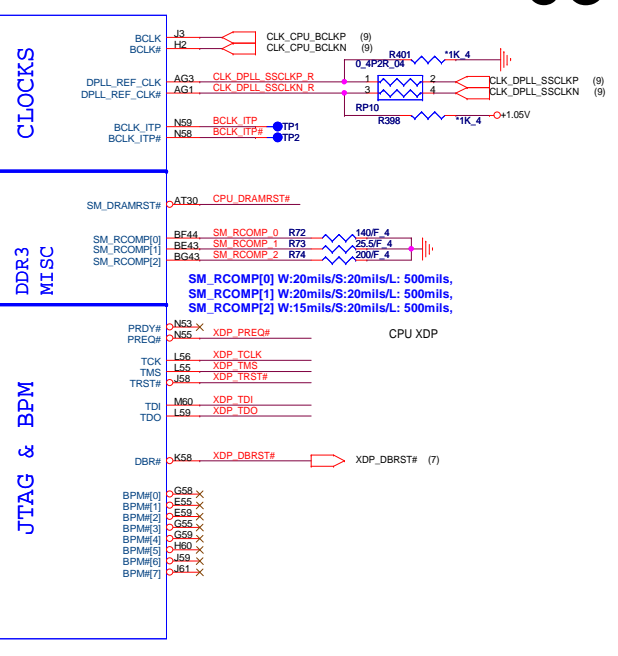 CLOCKS
BCLK J3 CLK_CPU_BCLKP (9)
BCLK# H2 CLK_CPU_BCLKN (9)
R401 *1K_4
0_4P2R_04
DPLL_REF_CLK AG3 CLK_DPLL_SSCLKP_R 1 2 CLK_DPLL_SSCLKP (9)
DPLL_REF_CLK# AG1 CLK_DPLL_SSCLKN_R 3 4 CLK_DPLL_SSCLKN (9)
RP10
R398 *1K_4 +1.05V
BCLK_ITP N59 BCLK_ITP TP1
BCLK_ITP# N58 BCLK_ITP# TP2
DDR3
MISC
SM_DRAMRST# AT30 CPU_DRAMRST#
SM_RCOMP[0] BF44 SM_RCOMP_0 R72 140/F_4
SM_RCOMP[1] BE43 SM_RCOMP_1 R73 25.5/F_4
SM_RCOMP[2] BG43 SM_RCOMP_2 R74 200/F_4
SM_RCOMP[0] W:20mils/S:20mils/L: 500mils,
SM_RCOMP[1] W:20mils/S:20mils/L: 500mils,
SM_RCOMP[2] W:15mils/S:20mils/L: 500mils,
JTAG & BPM
CPU XDP
PRDY# N53
PREQ# N55 XDP_PREQ#
TCK L56 XDP_TCLK
TMS L55 XDP_TMS
TRST# J58 XDP_TRST#
TDI M60 XDP_TDI
TDO L59 XDP_TDO
DBR# K58 XDP_DBRST# XDP_DBRST# (7)
BPM#[0] G58
BPM#[1] E55
BPM#[2] E59
BPM#[3] G55
BPM#[4] G59
BPM#[5] H60
BPM#[6] J59
BPM#[7] J61